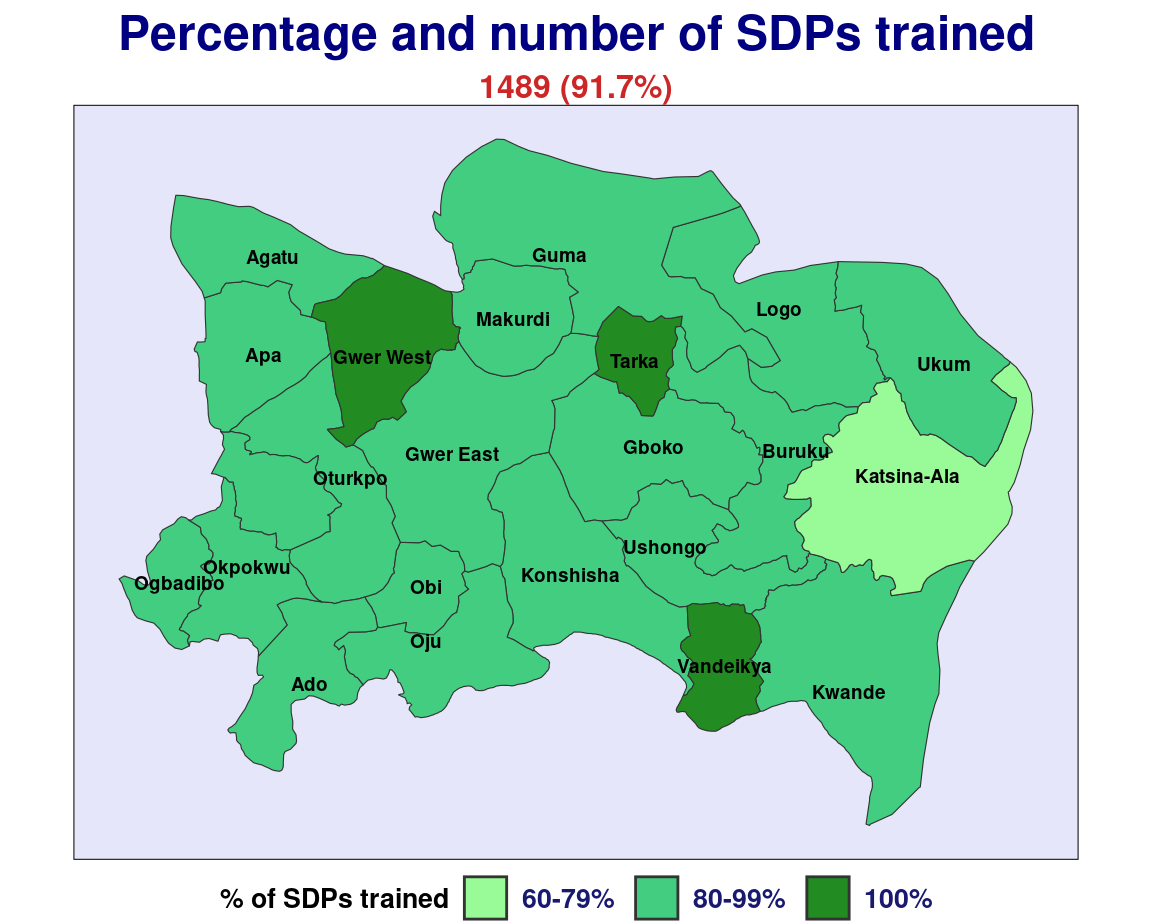 Percentage and number of SDPs trained
1489 (91.7%)
Guma
Agatu
Logo
Makurdi
Apa
Gwer West
Tarka
Ukum
Gboko
Buruku
Gwer East
Oturkpo
Katsina-Ala
Ushongo
Okpokwu
Konshisha
Ogbadibo
Obi
Oju
Vandeikya
Ado
Kwande
% of SDPs trained 60-79% 80-99% 100%